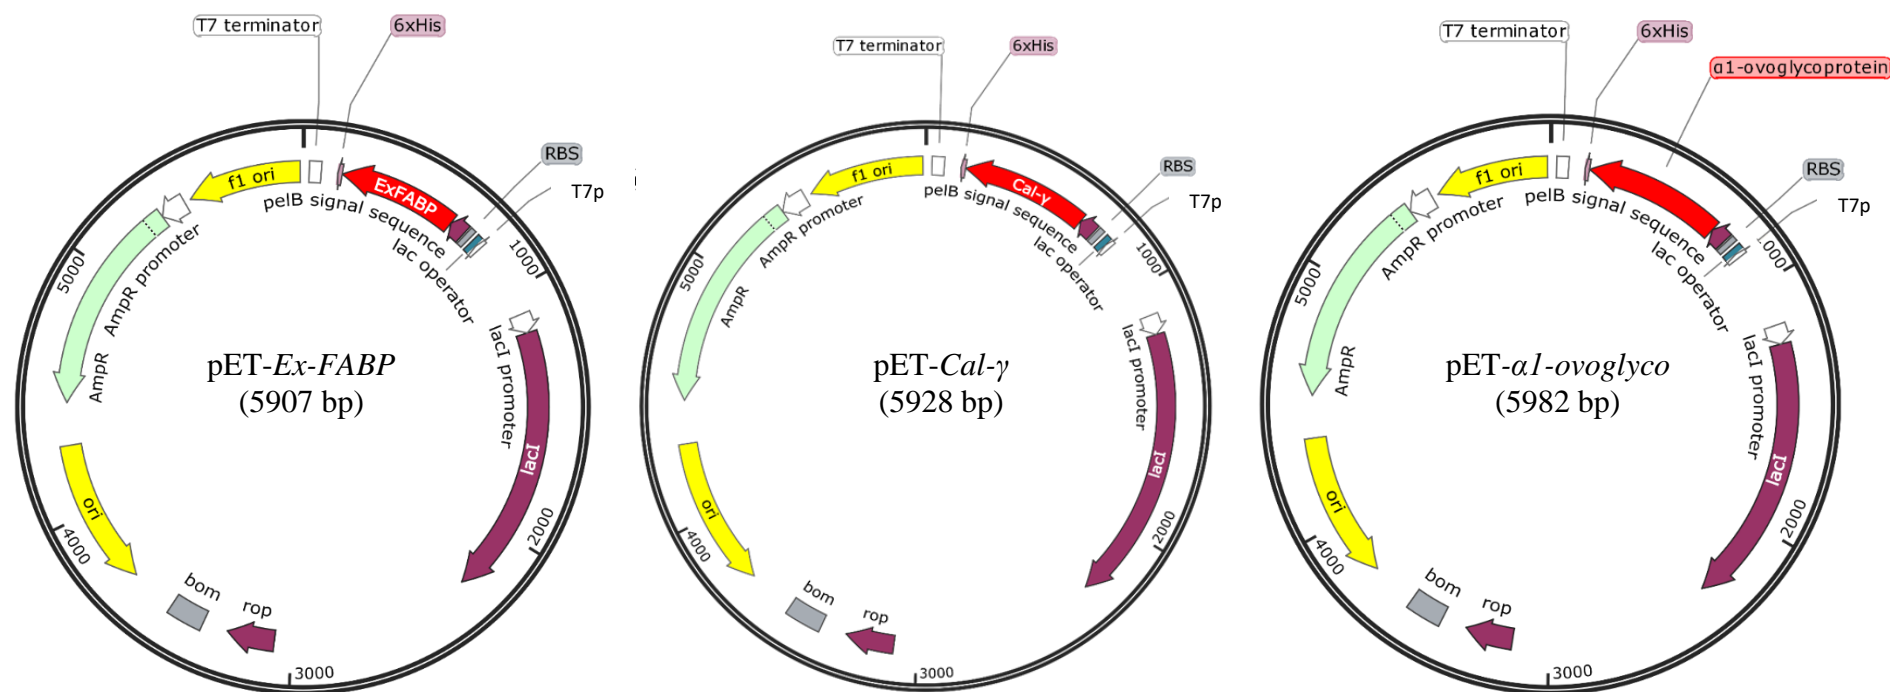 T7 terminator
6xHis
RBS
T7p
f1 ori
ExFABP
pelB signal sequence
lac operator
AmpR promoter
AmpR
lacI promoter
lacI
ori
bom
rop
1000
2000
3000
4000
5000
pET-Ex-FABP
(5907 bp)
T7 terminator
6xHis
RBS
T7p
f1 ori
Cal-γ
pelB signal sequence
lac operator
AmpR promoter
AmpR
lacI promoter
lacI
ori
bom
rop
1000
2000
3000
4000
5000
pET-Cal-γ
(5928 bp)
T7 terminator
6xHis
α1-ovoglycoprotein
RBS
T7p
f1 ori
pelB signal sequence
lac operator
AmpR promoter
AmpR
lacI promoter
lacI
ori
bom
rop
000
2000
3000
4000
5000
pET-α1-ovoglyco
(5982 bp)